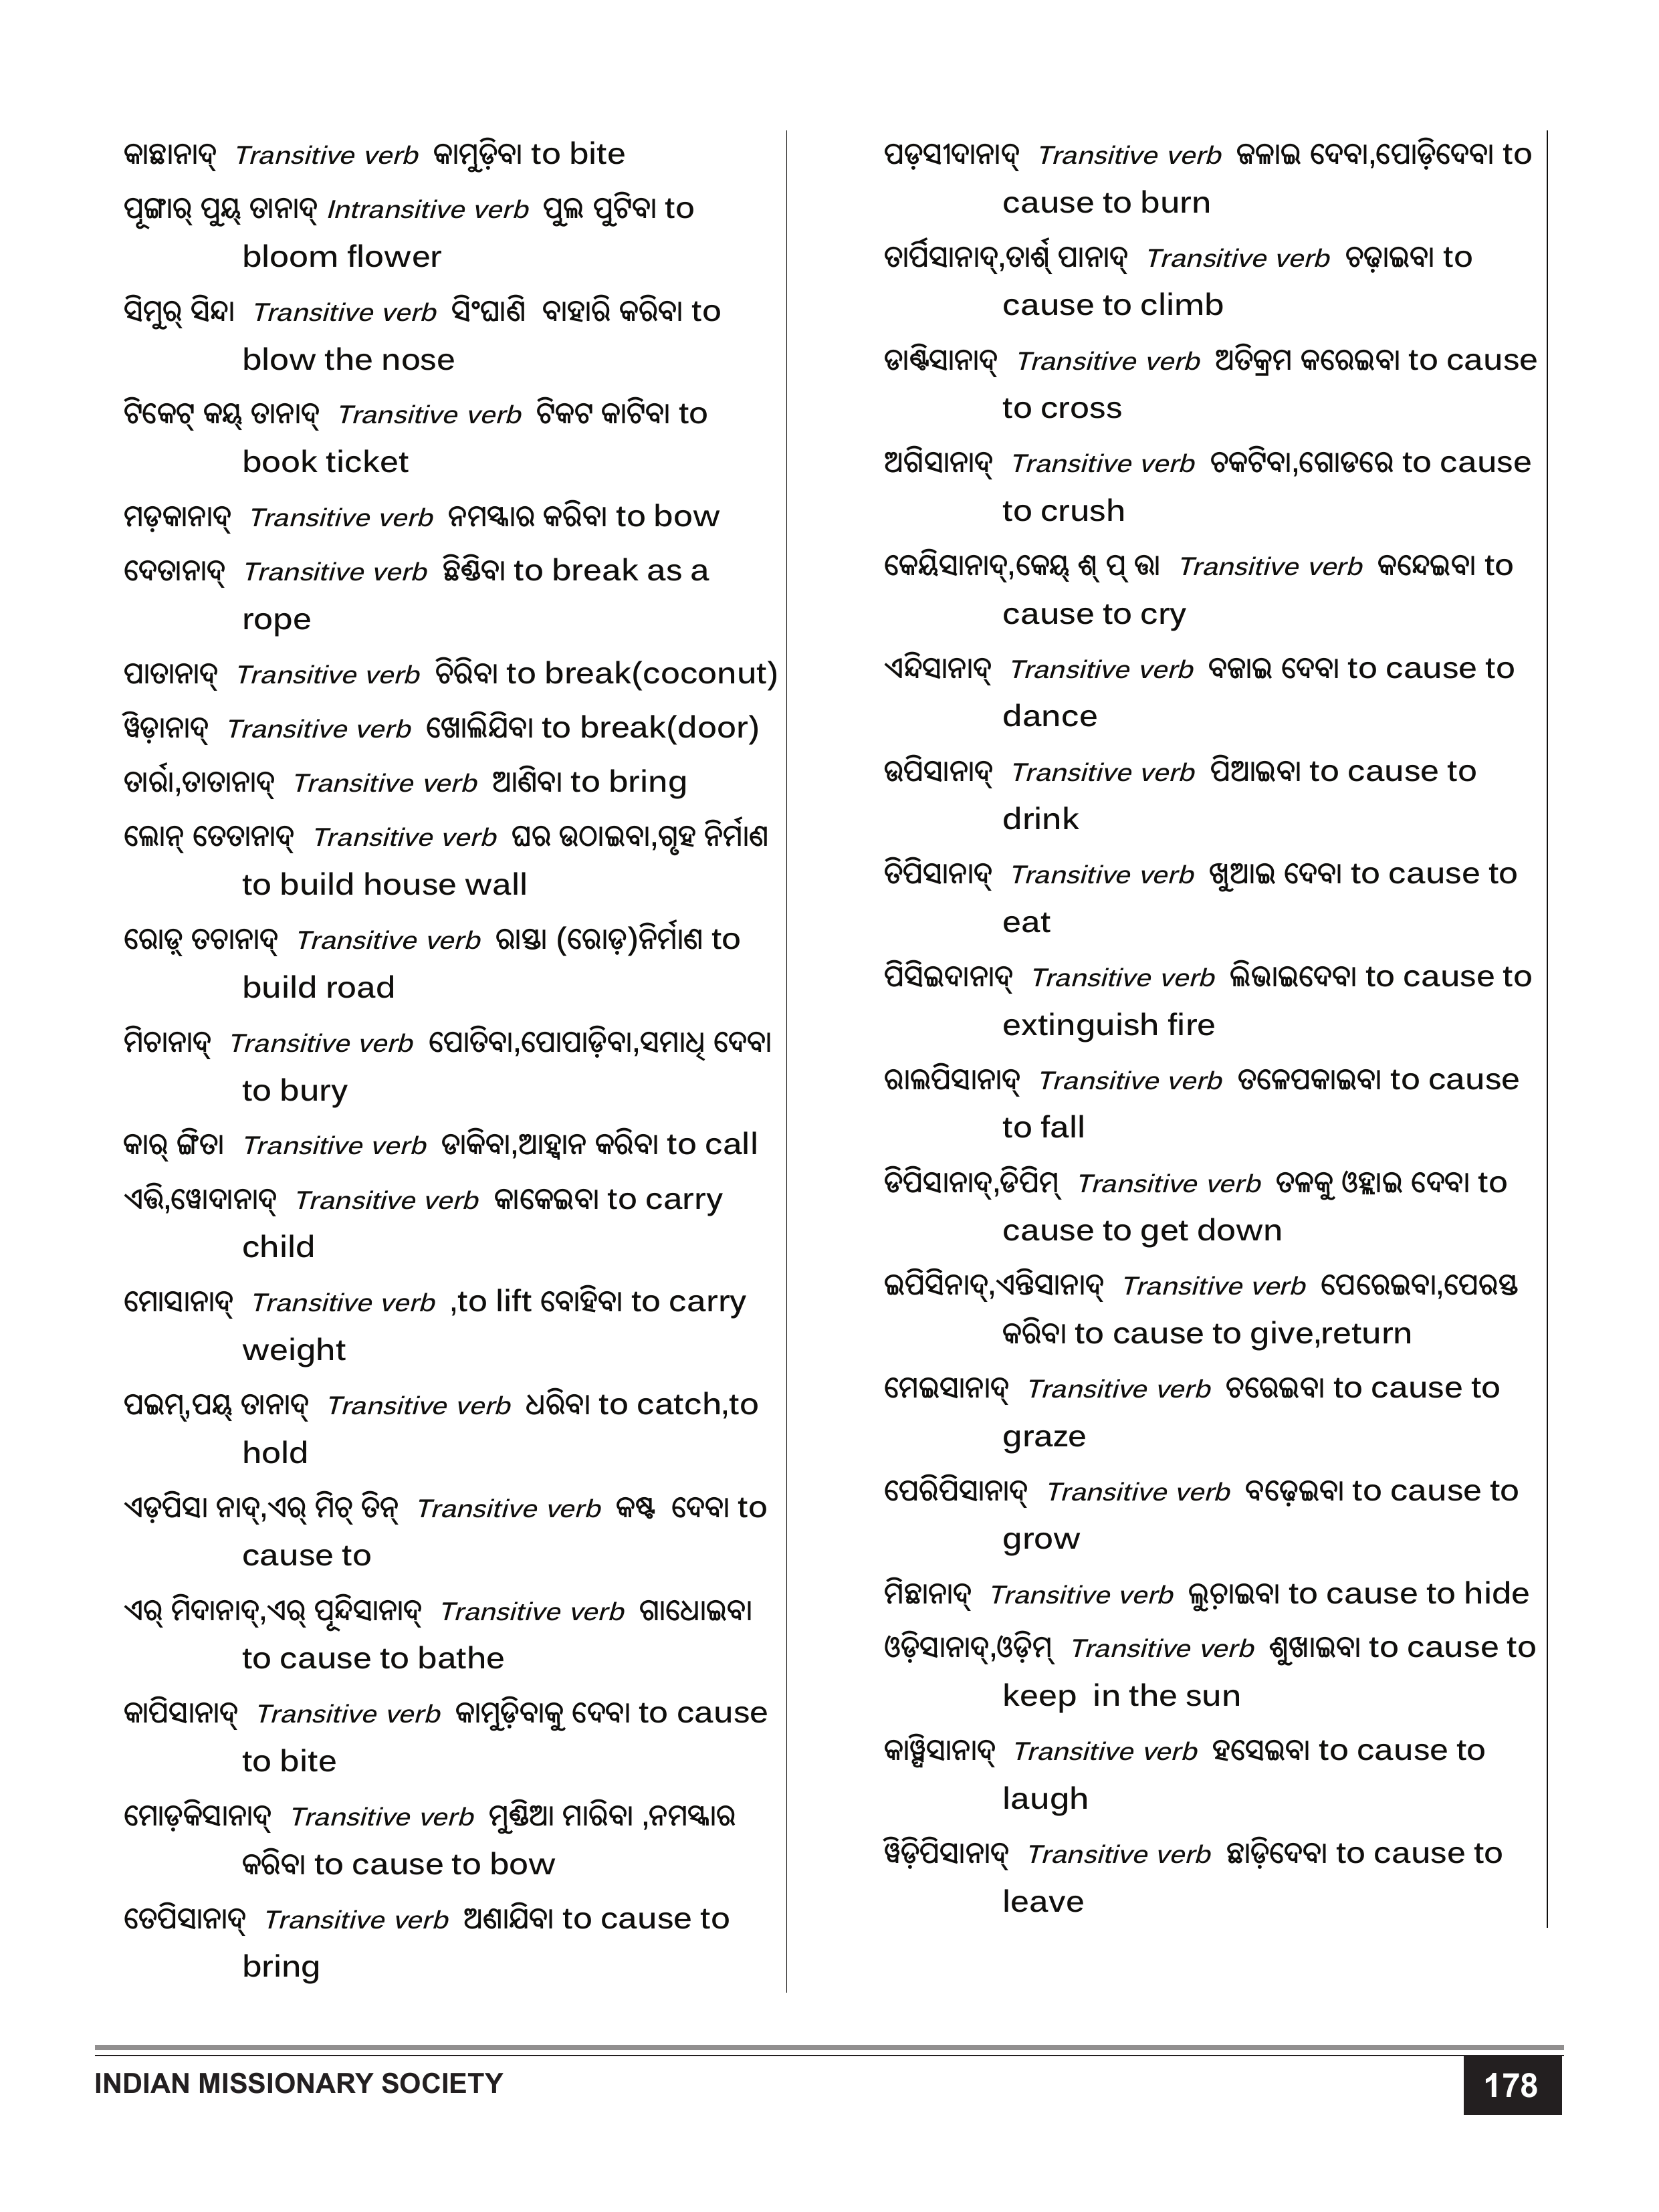 କାଛାନାଦ୍ Transitive verb କାମୁଡ଼ିବା to bite
ପୂଙ୍ଗାର୍ ପୁୟ୍ ତାନାଦ୍ Intransitive verb ପୁଲ ପୁଟିବା to
bloom flower
ସିମୁର୍ ସିନ୍ଦା Transitive verb ସିଂଘାଣି ବାହାରି କରିବା to
blow the nose
ଟିକେଟ୍ କୟ୍ ତାନାଦ୍ Transitive verb ଟିକଟ କାଟିବା to
book ticket
ମଡ଼କାନାଦ୍ Transitive verb ନମସ୍କାର କରିବା to bow
ଦେତାନାଦ୍ Transitive verb ଛିଣ୍ଡିବା to break as a
rope
ପାତାନାଦ୍ Transitive verb ଚିରିବା to break(coconut)
ୱିଡ଼ାନାଦ୍ Transitive verb ଖୋଲିଯିବା to break(door)
ତାର୍ରା,ତାତାନାଦ୍ Transitive verb ଆଣିବା to bring
ଲୋନ୍ ତେତାନାଦ୍ Transitive verb ଘର ଉଠାଇବା,ଗୃହ ନିର୍ମାଣ
to build house wall
ରୋଡ଼୍ ତଚାନାଦ୍ Transitive verb ରାସ୍ତା (ରୋଡ଼)ନିର୍ମାଣ to
build road
ମିଚାନାଦ୍ Transitive verb ପୋତିବା,ପୋପାଡ଼ିବା,ସମାଧି ଦେବା
to bury
କାର୍ ଙ୍ଗିତା Transitive verb ଡାକିବା,ଆହ୍ୱାନ କରିବା to call
ଏତ୍ତି,ୱୋଦାନାଦ୍ Transitive verb କାକେଇବା to carry
child
ମୋସାନାଦ୍ Transitive verb ,to lift ବୋହିବା to carry
weight
ପଇମ୍,ପୟ୍ ତାନାଦ୍ Transitive verb ଧରିବା to catch,to
hold
ଏଡ଼ପିସା ନାଦ୍,ଏର୍ ମିଚ୍ ତିନ୍ Transitive verb କଷ୍ଟ ଦେବା to
cause to
ଏର୍ ମିଦାନାଦ୍,ଏର୍ ପୂନ୍ଦିସାନାଦ୍ Transitive verb ଗାଧୋଇବା
to cause to bathe
କାପିସାନାଦ୍ Transitive verb କାମୁଡ଼ିବାକୁ ଦେବା to cause
to bite
ମୋଡ଼କିସାନାଦ୍ Transitive verb ମୁଣ୍ଡିଆ ମାରିବା ,ନମସ୍କାର
କରିବା to cause to bow
ତେପିସାନାଦ୍ Transitive verb ଅଣାଯିବା to cause to
bring
ପଡ଼ସୀଦାନାଦ୍ Transitive verb ଜଳାଇ ଦେବା,ପୋଡ଼ିଦେବା to
cause to burn
ତାର୍ପିସାନାଦ୍,ତାର୍ଶ୍ ପାନାଦ୍ Transitive verb ଚଢ଼ାଇବା to
cause to climb
ଡାଣ୍ଟିସାନାଦ୍ Transitive verb ଅତିକ୍ରମ କରେଇବା to cause
to cross
ଅଗିସାନାଦ୍ Transitive verb ଚକଟିବା,ଗୋଡରେ to cause
to crush
କେୟିସାନାଦ୍,କେୟ୍ ଶ୍ ପ୍ ଭା Transitive verb କନ୍ଦେଇବା to
cause to cry
ଏନ୍ଦିସାନାଦ୍ Transitive verb ବଜାଇ ଦେବା to cause to
dance
ଉପିସାନାଦ୍ Transitive verb ପିଆଇବା to cause to
drink
ତିପିସାନାଦ୍ Transitive verb ଖୁଆଇ ଦେବା to cause to
eat
ପିସିଇଦାନାଦ୍ Transitive verb ଲିଭାଇଦେବା to cause to
extinguish fire
ରାଲପିସାନାଦ୍ Transitive verb ତଳେପକାଇବା to cause
to fall
ଡିପିସାନାଦ୍,ଡିପିମ୍ Transitive verb ତଳକୁ ଓହ୍ଲାଇ ଦେବା to
cause to get down
ଇପିସିନାଦ୍,ଏନ୍ତିସାନାଦ୍ Transitive verb ପେରେଇବା,ପେରସ୍ତ
କରିବା to cause to give,return
ମେଇସାନାଦ୍ Transitive verb ଚରେଇବା to cause to
graze
ପେରିପିସାନାଦ୍ Transitive verb ବଢ଼େଇବା to cause to
grow
ମିଛାନାଦ୍ Transitive verb ଲୁଚ଼ାଇବା to cause to hide
ଓଡ଼ିସାନାଦ୍,ଓଡ଼ିମ୍ Transitive verb ଶୁଖାଇବା to cause to
keep in the sun
କାୱ୍ପିସାନାଦ୍ Transitive verb ହସେଇବା to cause to
laugh
ୱିଡ଼ିପିସାନାଦ୍ Transitive verb ଛାଡ଼ିଦେବା to cause to
leave
INDIAN MISSIONARY SOCIETY
178